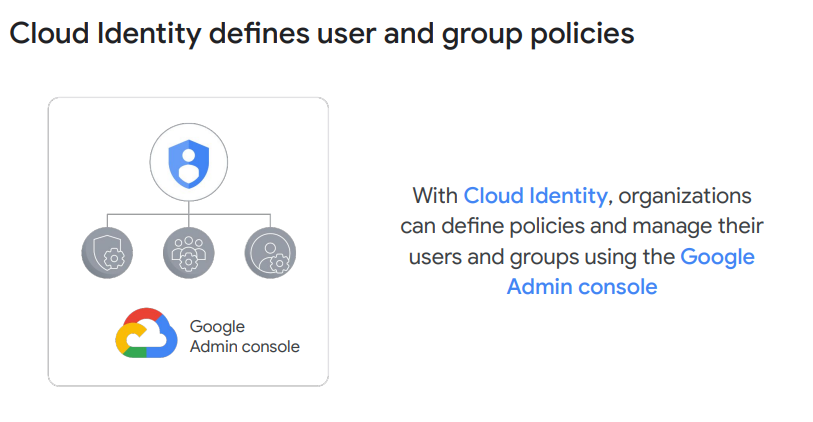 Cloud Identity defines user and group policies
Google
Admin console
With Cloud Identity, organizations
can define policies and manage their
users and groups using the Google
Admin console